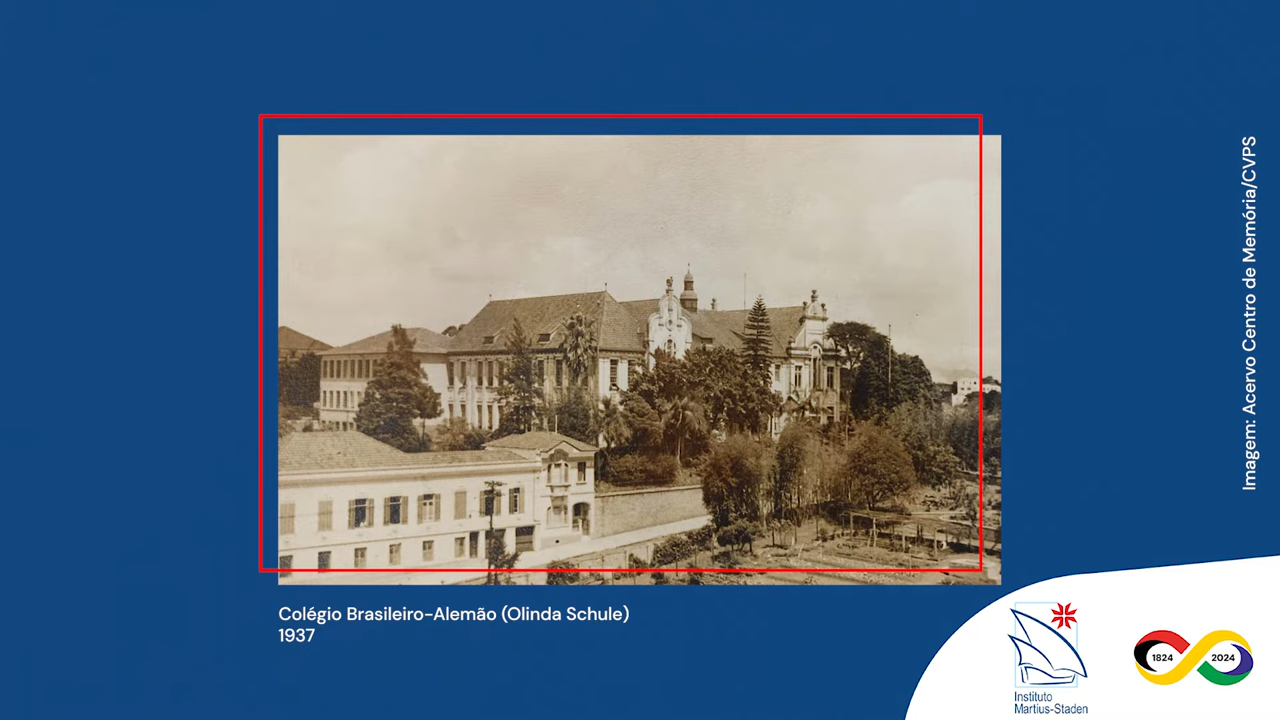 Imagem: Acervo Centro de Memória/CVPS
Colégio Brasileiro-Alemão (Olinda Schule)
1937
Instituto
Martius-Staden
1824
2024